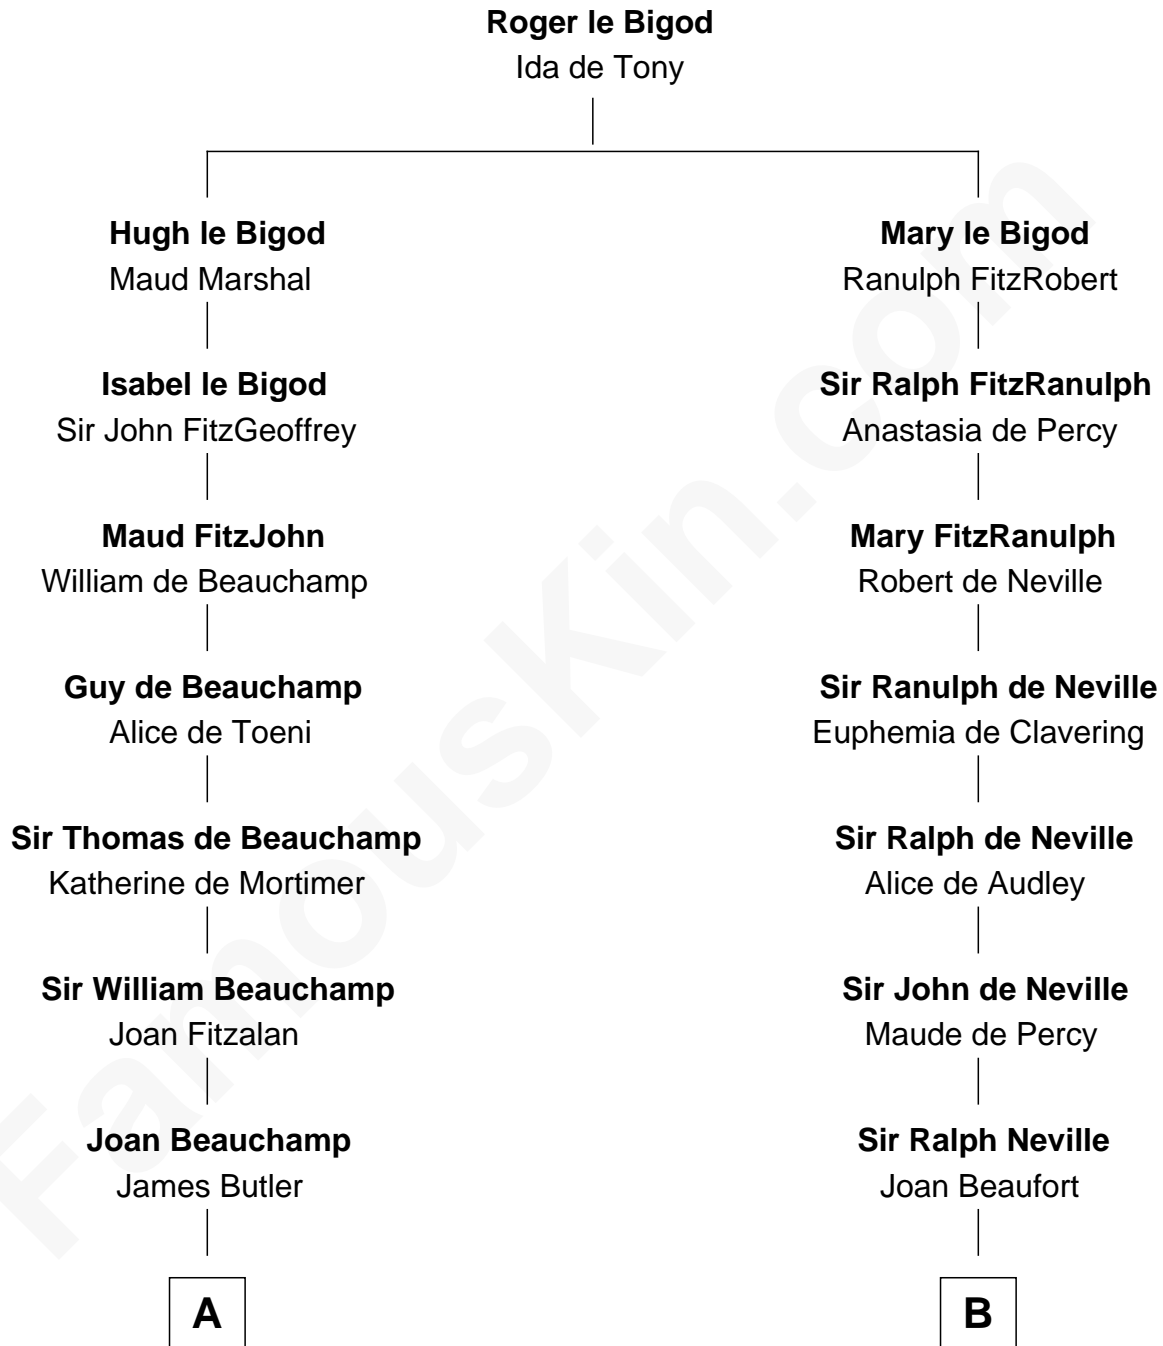 Roger le Bigod
Ida de Tony
Hugh le Bigod
Maud Marshal
Mary le Bigod
Ranulph FitzRobert
Isabel le Bigod
Sir John FitzGeoffrey
Sir Ralph FitzRanulph
Anastasia de Percy
Maud FitzJohn
William de Beauchamp
Mary FitzRanulph
Robert de Neville
Guy de Beauchamp
Alice de Toeni
Sir Ranulph de Neville
Euphemia de Clavering
Sir Thomas de Beauchamp
Katherine de Mortimer
Sir Ralph de Neville
Alice de Audley
Sir William Beauchamp
Joan Fitzalan
Sir John de Neville
Maude de Percy
Joan Beauchamp
James Butler
Sir Ralph Neville
Joan Beaufort
A
B
FamousKin.com